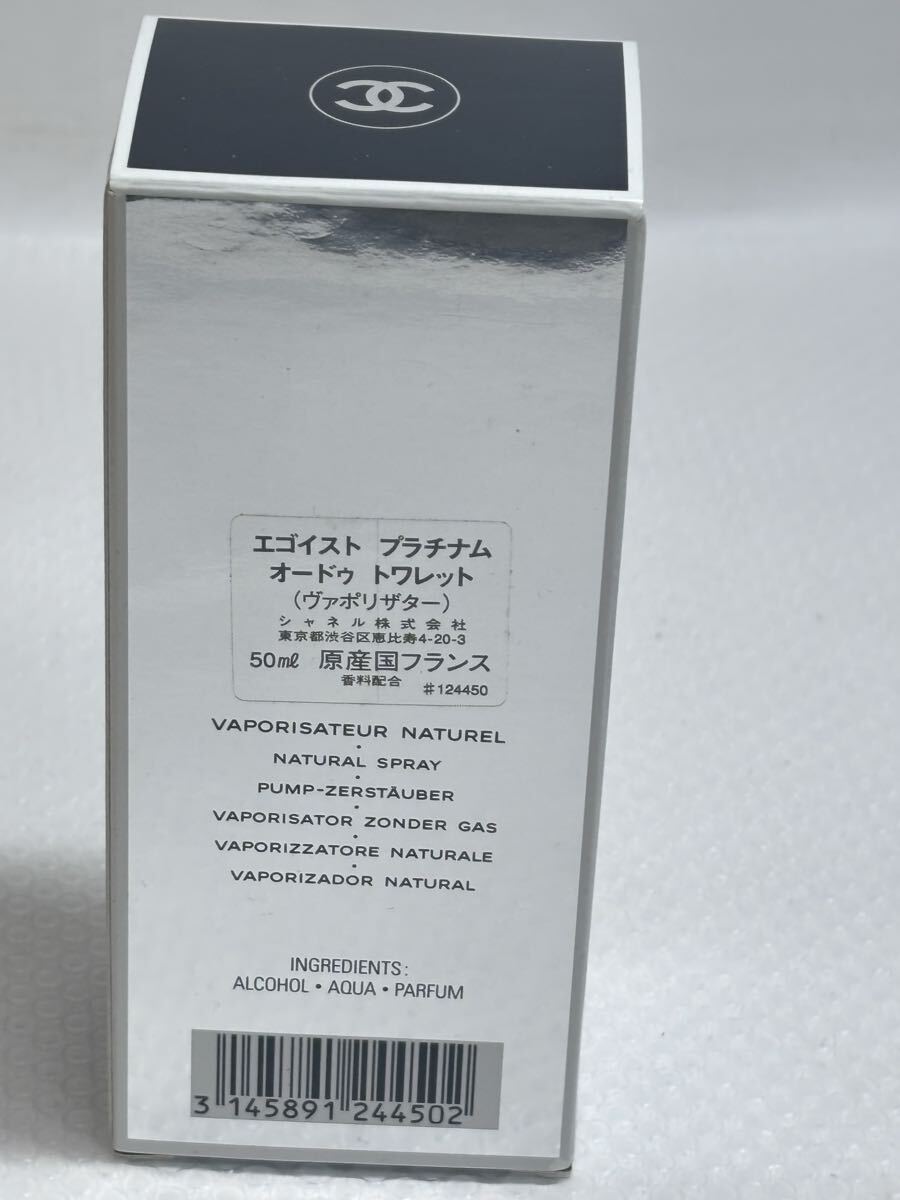 エゴイスト プラチナム
オードゥ トワレット
(ヴァポリザター)
シャネル株式会社
東京都渋谷区恵比寿4-20-3
50ml 原産国フランス
香料配合 #124450
VAPORISATEUR NATUREL
•
NATURAL SPRAY
•
PUMP-ZERSTÄUBER
•
VAPORISATOR ZONDER GAS
•
VAPORIZZATORE NATURALE
•
VAPORIZADOR NATURAL
INGREDIENTS:
ALCOHOL • AQUA • PARFUM
3 145891 244502